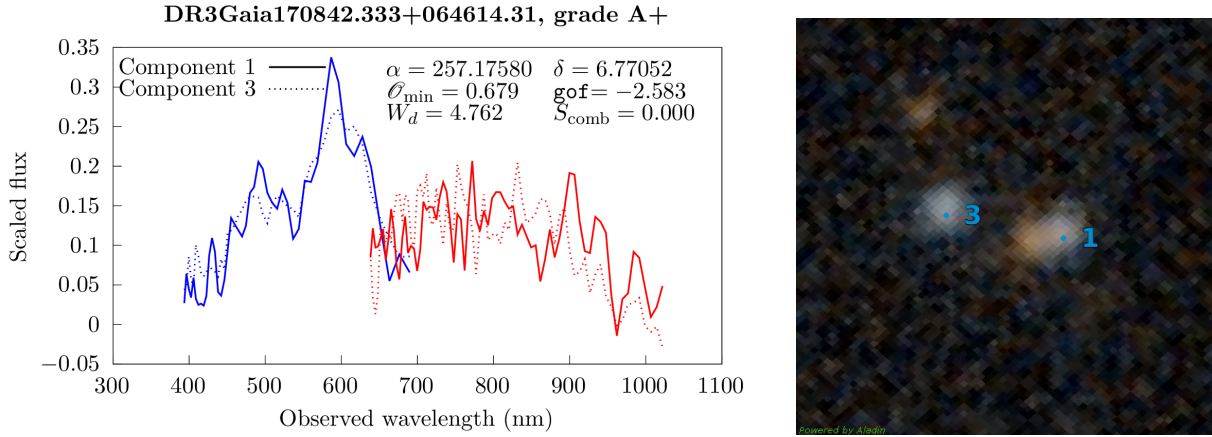 DR3Gaia170842.333+064614.31, grade A+
Component 1
Component 3
α = 257.17580 δ = 6.77052
𝒪min = 0.679 gof= −2.583
Wd = 4.762 Scomb = 0.000
Scaled flux
0.35
0.3
0.25
0.2
0.15
0.1
0.05
0
−0.05
300 400 500 600 700 800 900 1000 1100
Observed wavelength (nm)
3
1
Powered by Aladin